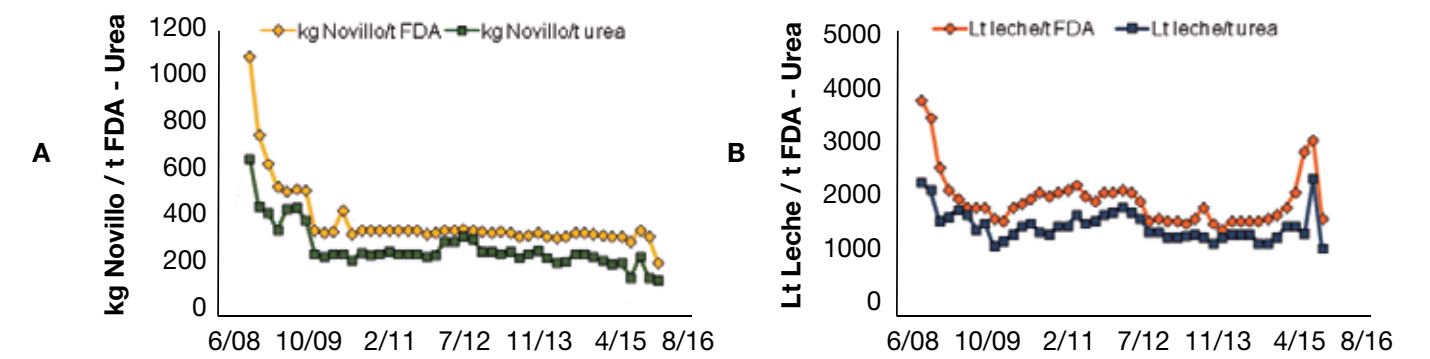 A
kg Novillo / t FDA - Urea
1200
1000
800
600
400
200
0
kg Novillo/t FDA
kg Novillo/t urea
6/08 10/09 2/11 7/12 11/13 4/15 8/16
B
Lt Leche / t FDA - Urea
5000
4000
3000
2000
1000
0
Lt leche/t FDA
Lt leche/t urea
6/08 10/09 2/11 7/12 11/13 4/15 8/16